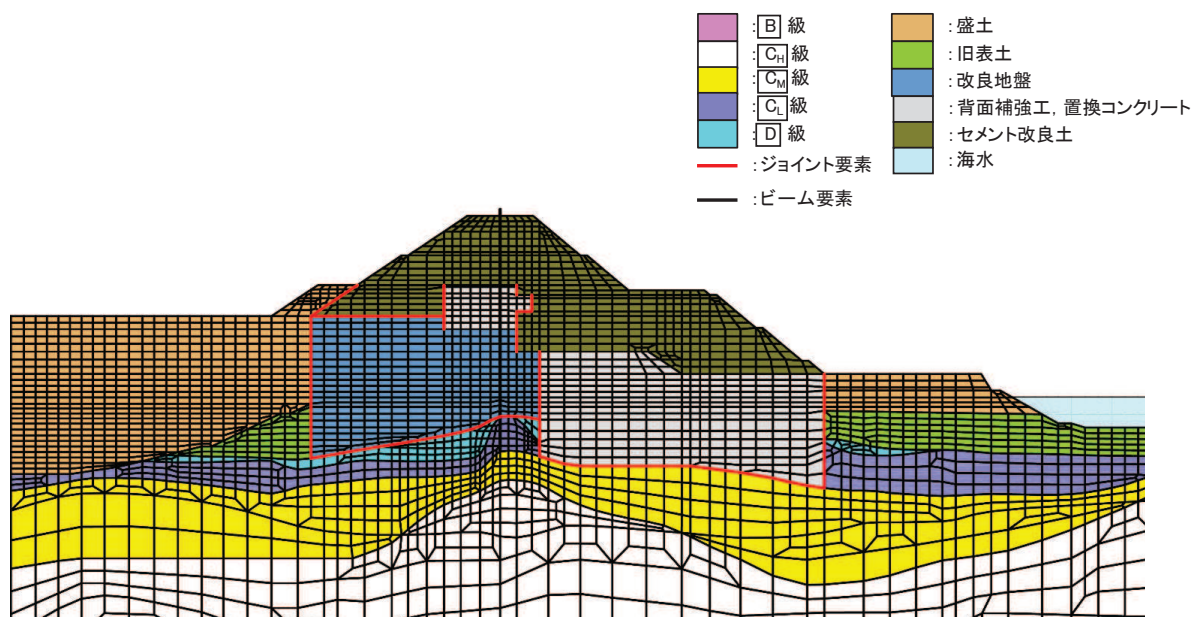 :B 級
:CH級
:CM級
:CL級
:D 級
:ジョイント要素
:ビーム要素
:盛土
:旧表土
:改良地盤
:背面補強工，置換コンクリート
:セメント改良土
:海水